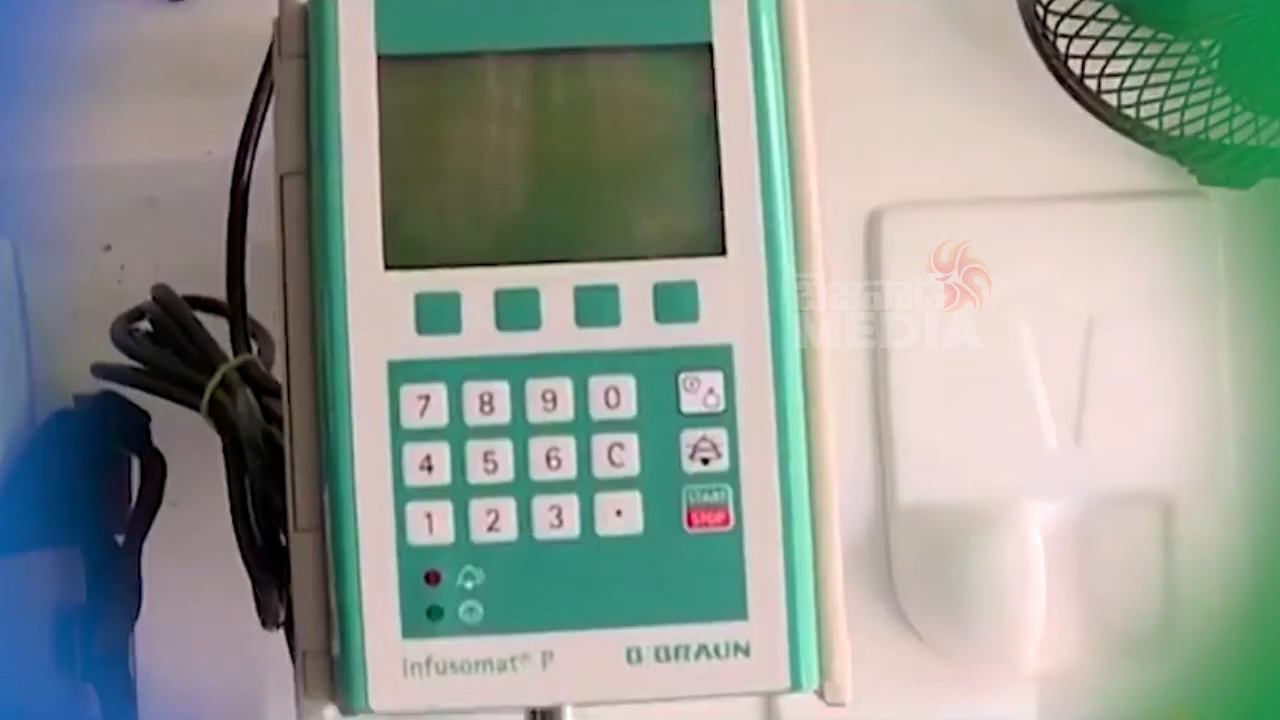 MEDIA
7 8 9 0
4 5 6 C
1 2 3 .
START
STOP
infusomat® P
B BRAUN